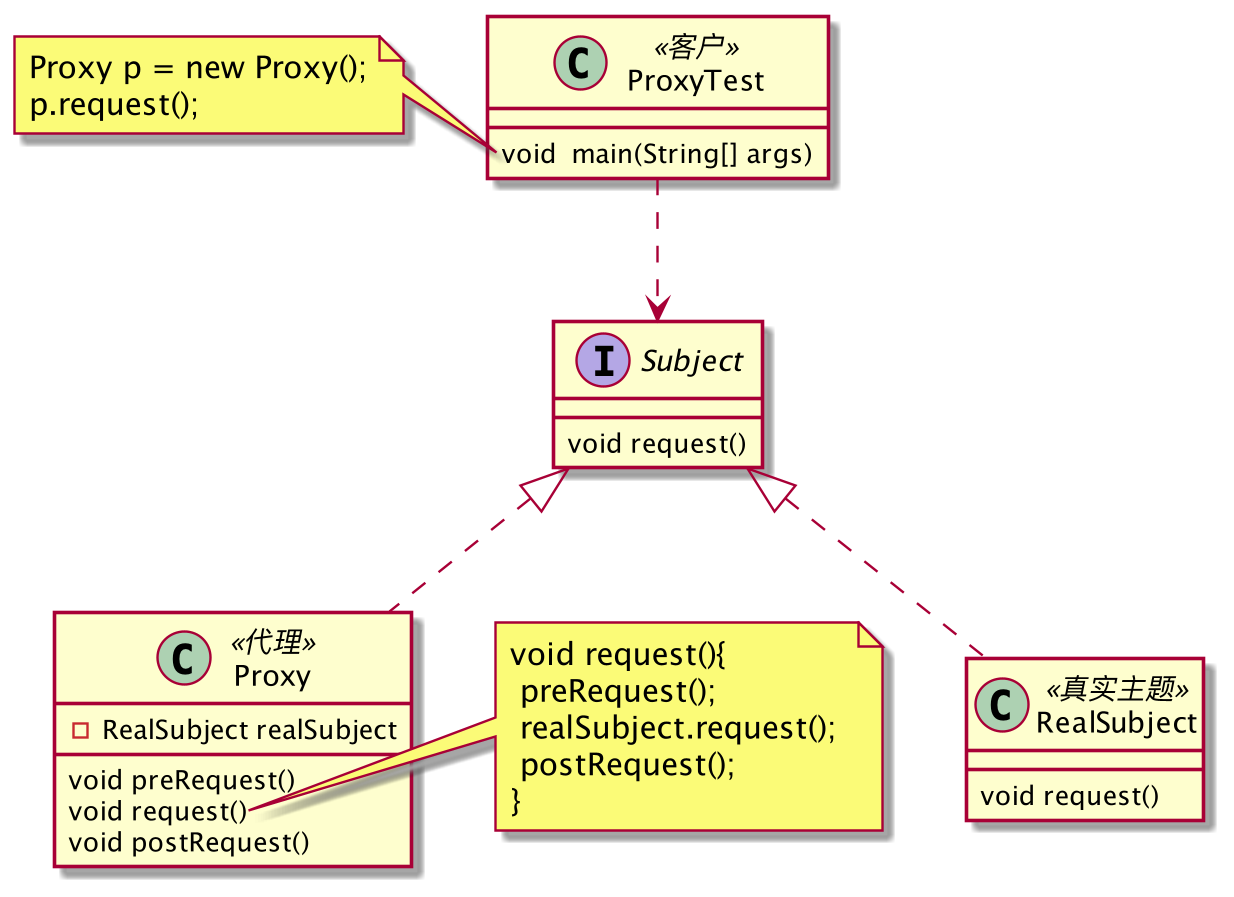 Proxy p = new Proxy();
p.request();
C
«客户»
ProxyTest
void  main(String[] args)
I
Subject
void request()
C
«代理»
Proxy
RealSubject realSubject
void preRequest()
void request()
void postRequest()
void request(){
 preRequest();
 realSubject.request();
 postRequest();
}
C
«真实主题»
RealSubject
void request()